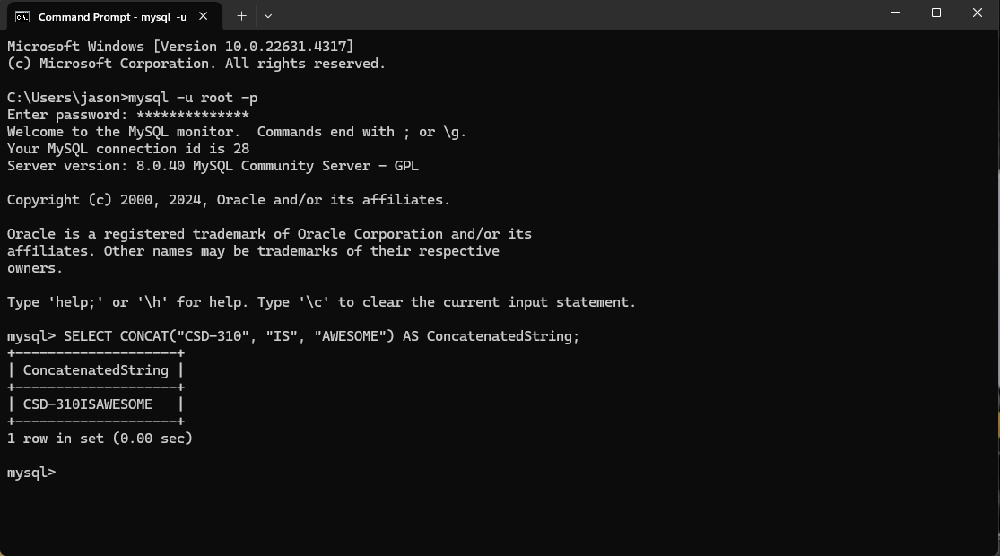 Command Prompt - mysql -u
Microsoft Windows [Version 10.0.22631.4317]
(c) Microsoft Corporation. All rights reserved.
C:\Users\jason>mysql -u root -p
Enter password: **************
Welcome to the MySQL monitor.  Commands end with ; or \g.
Your MySQL connection id is 28
Server version: 8.0.40 MySQL Community Server - GPL
Copyright (c) 2000, 2024, Oracle and/or its affiliates.
Oracle is a registered trademark of Oracle Corporation and/or its
affiliates. Other names may be trademarks of their respective
owners.
Type 'help;' or '\h' for help. Type '\c' to clear the current input statement.
mysql> SELECT CONCAT("CSD-310", "IS", "AWESOME") AS ConcatenatedString;
+--------------------+
| ConcatenatedString |
+--------------------+
| CSD-310ISAWESOME   |
+--------------------+
1 row in set (0.00 sec)
mysql>